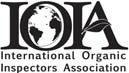 IOIA
International Organic
Inspectors Association